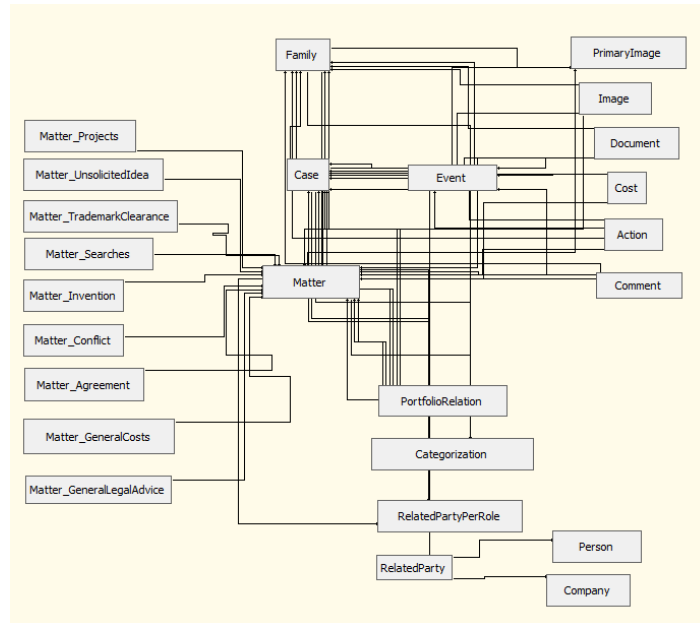 Family
PrimaryImage
Image
Matter_Projects
Document
Matter_UnsolicitedIdea
Case
Event
Cost
Matter_TrademarkClearance
Action
Matter_Searches
Matter
Comment
Matter_Invention
Matter_Conflict
Matter_Agreement
PortfolioRelation
Matter_GeneralCosts
Categorization
Matter_GeneralLegalAdvice
RelatedPartyPerRole
Person
RelatedParty
Company